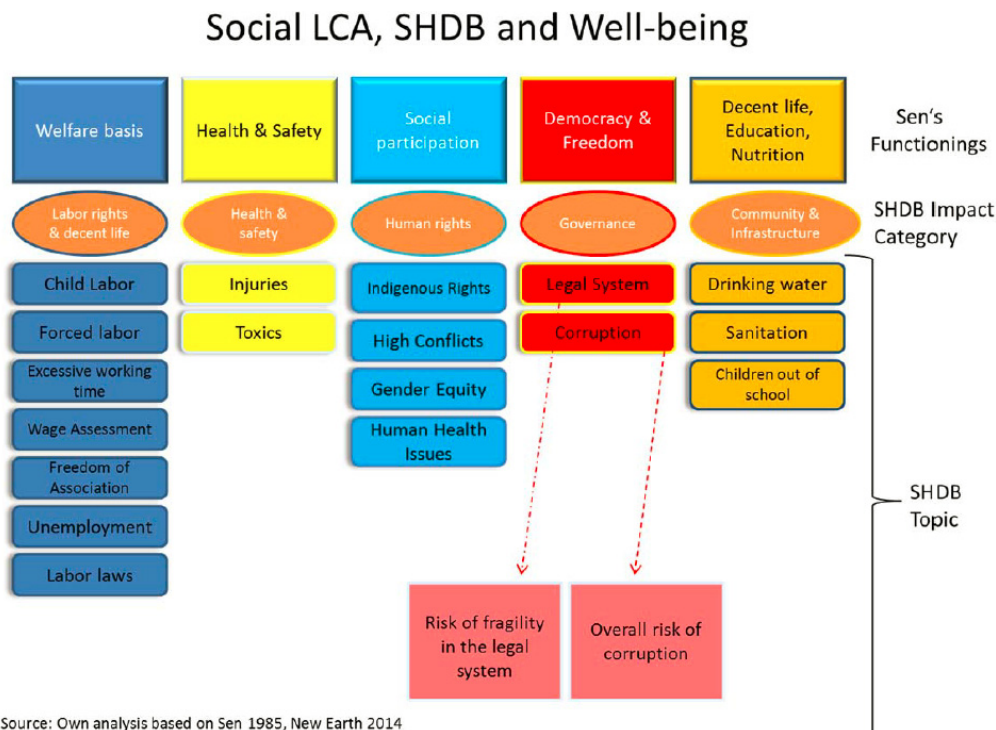 Social LCA, SHDB and Well-being
Welfare basis
Health & Safety
Social
participation
Democracy &
Freedom
Decent life,
Education,
Nutrition
Sen's
Functionings
Labor rights
& decent life
Health &
safety
Human rights
Governance
Community &
Infrastructure
SHDB Impact
Category
Child Labor
Forced labor
Excessive working
time
Wage Assessment
Freedom of
Association
Unemployment
Labor laws
Injuries
Toxics
Indigenous Rights
High Conflicts
Gender Equity
Human Health
Issues
Legal System
Corruption
Drinking water
Sanitation
Children out of
school
SHDB
Topic
Risk of fragility
in the legal
system
Overall risk of
corruption
Source: Own analysis based on Sen 1985, New Earth 2014